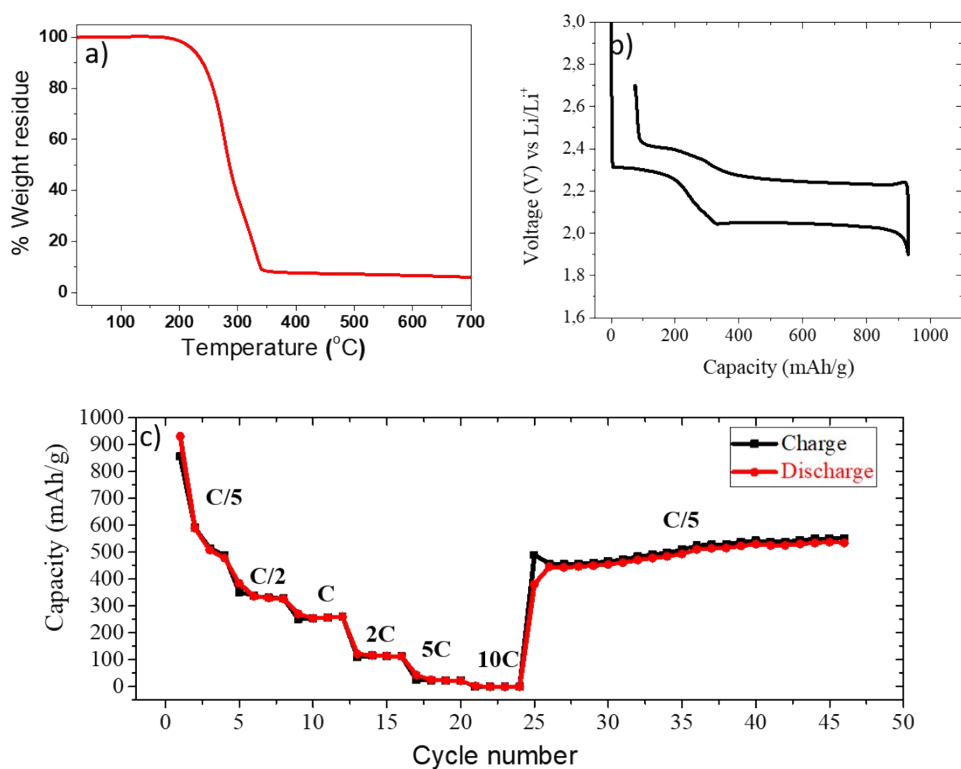 a)
% Weight residue
100
80
60
40
20
0
100 200 300 400 500 600 700
Temperature (°C)
b)
Voltage (V) vs Li/Li⁺
3,0
2,8
2,6
2,4
2,2
2,0
1,8
1,6
0 200 400 600 800 1000
Capacity (mAh/g)
c)
Capacity (mAh/g)
1000
900
800
700
600
500
400
300
200
100
0
Charge
Discharge
C/5
C/2
C
2C
5C
10C
C/5
0 5 10 15 20 25 30 35 40 45 50
Cycle number